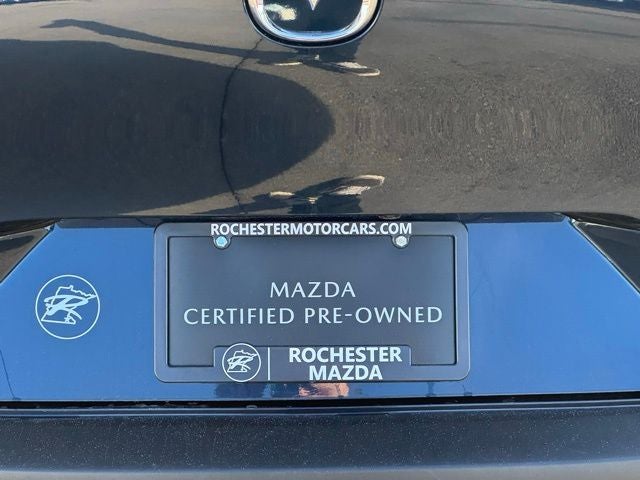 ROCHESTERMOTORCARS.COM
MAZDA
CERTIFIED PRE-OWNED
ROCHESTER
MAZDA